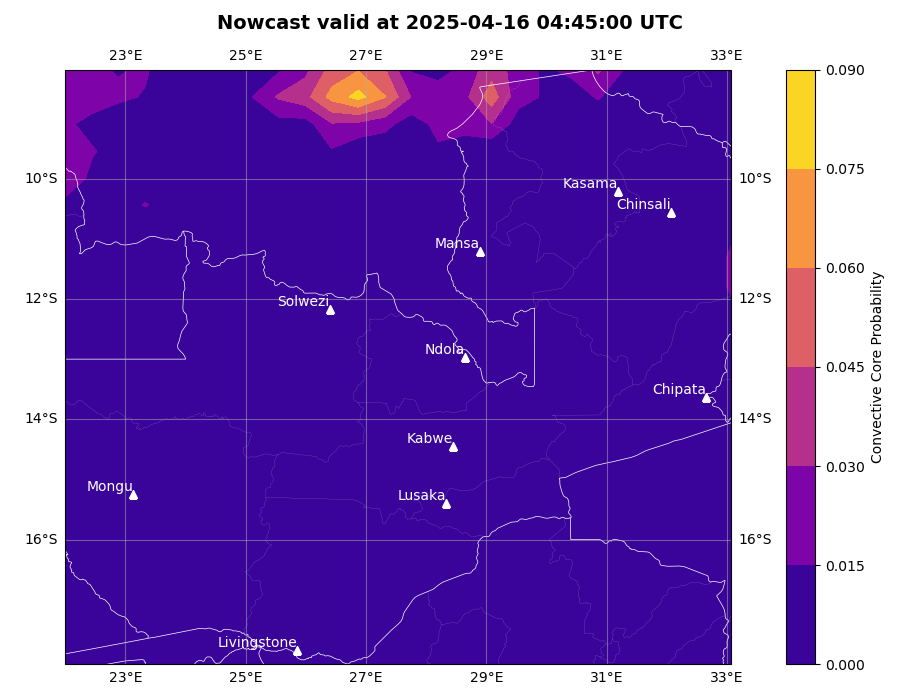 Nowcast valid at 2025-04-16 04:45:00 UTC
23°E 25°E 27°E 29°E 31°E 33°E
0.090
0.075
10°S Kasama 10°S
Chinsali
Mansa
0.060
12°S Solwezi 12°S
Ndola
0.045
Convective Core Probability
Chipata
14°S 14°S
Kabwe
0.030
Mongu
Lusaka
16°S 16°S
0.015
Livingstone
0.000
23°E 25°E 27°E 29°E 31°E 33°E